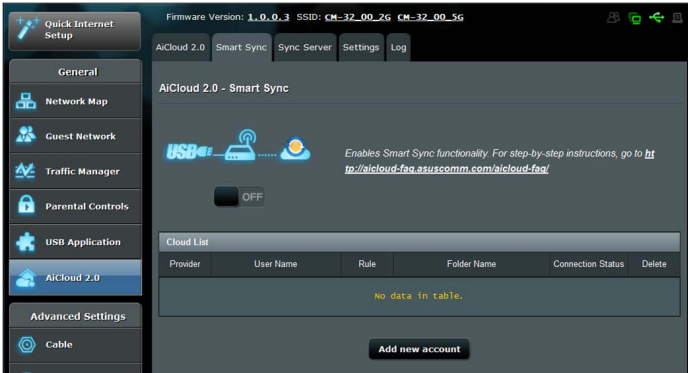 Quick Internet
Setup
Firmware Version: 1.0.0.3 SSID: CM-32_00_2G CM-32_00_5G
AiCloud 2.0 Smart Sync Sync Server Settings Log
General
Network Map
Guest Network
Traffic Manager
Parental Controls
USB Application
AiCloud 2.0
Advanced Settings
Cable
AiCloud 2.0 - Smart Sync
USB
Enables Smart Sync functionality. For step-by-step instructions, go to ht
tp://aicloud-faq.asuscomm.com/aicloud-faq/
OFF
Cloud List
Provider User Name Rule Folder Name Connection Status Delete
No data in table.
Add new account